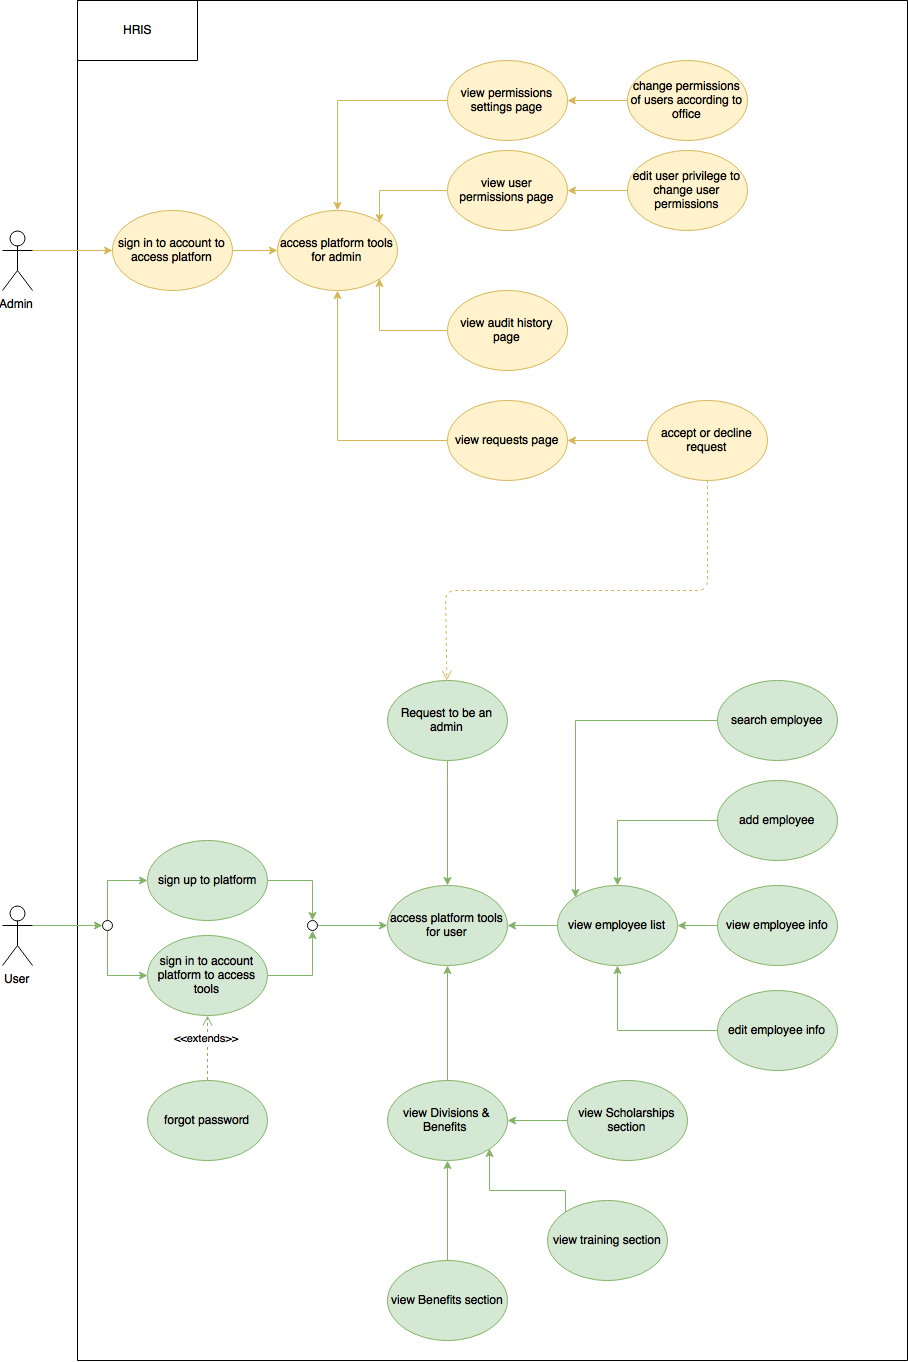 HRIS
view permissions
settings page
change permissions
of users according to
office
view user
permissions page
edit user privilege to
change user
permissions
Admin
sign in to account to
access platforn
access platform tools
for admin
view audit history
page
view requests page
accept or decline
request
Request to be an
admin
search employee
add employee
sign up to platform
User
access platform tools
for user
view employee list
view employee info
sign in to account
platform to access
tools
<<extends>>
edit employee info
forgot password
view Divisions &
Benefits
view Scholarships
section
view training section
view Benefits section